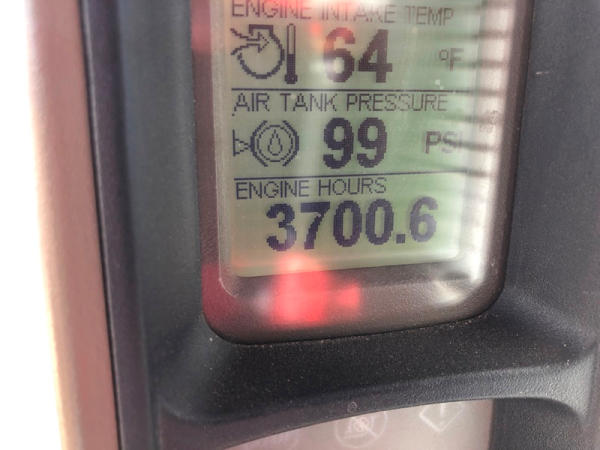 ENGINE INTAKE TEMP
64 °F
AIR TANK PRESSURE
99 PSI
ENGINE HOURS
3700.6